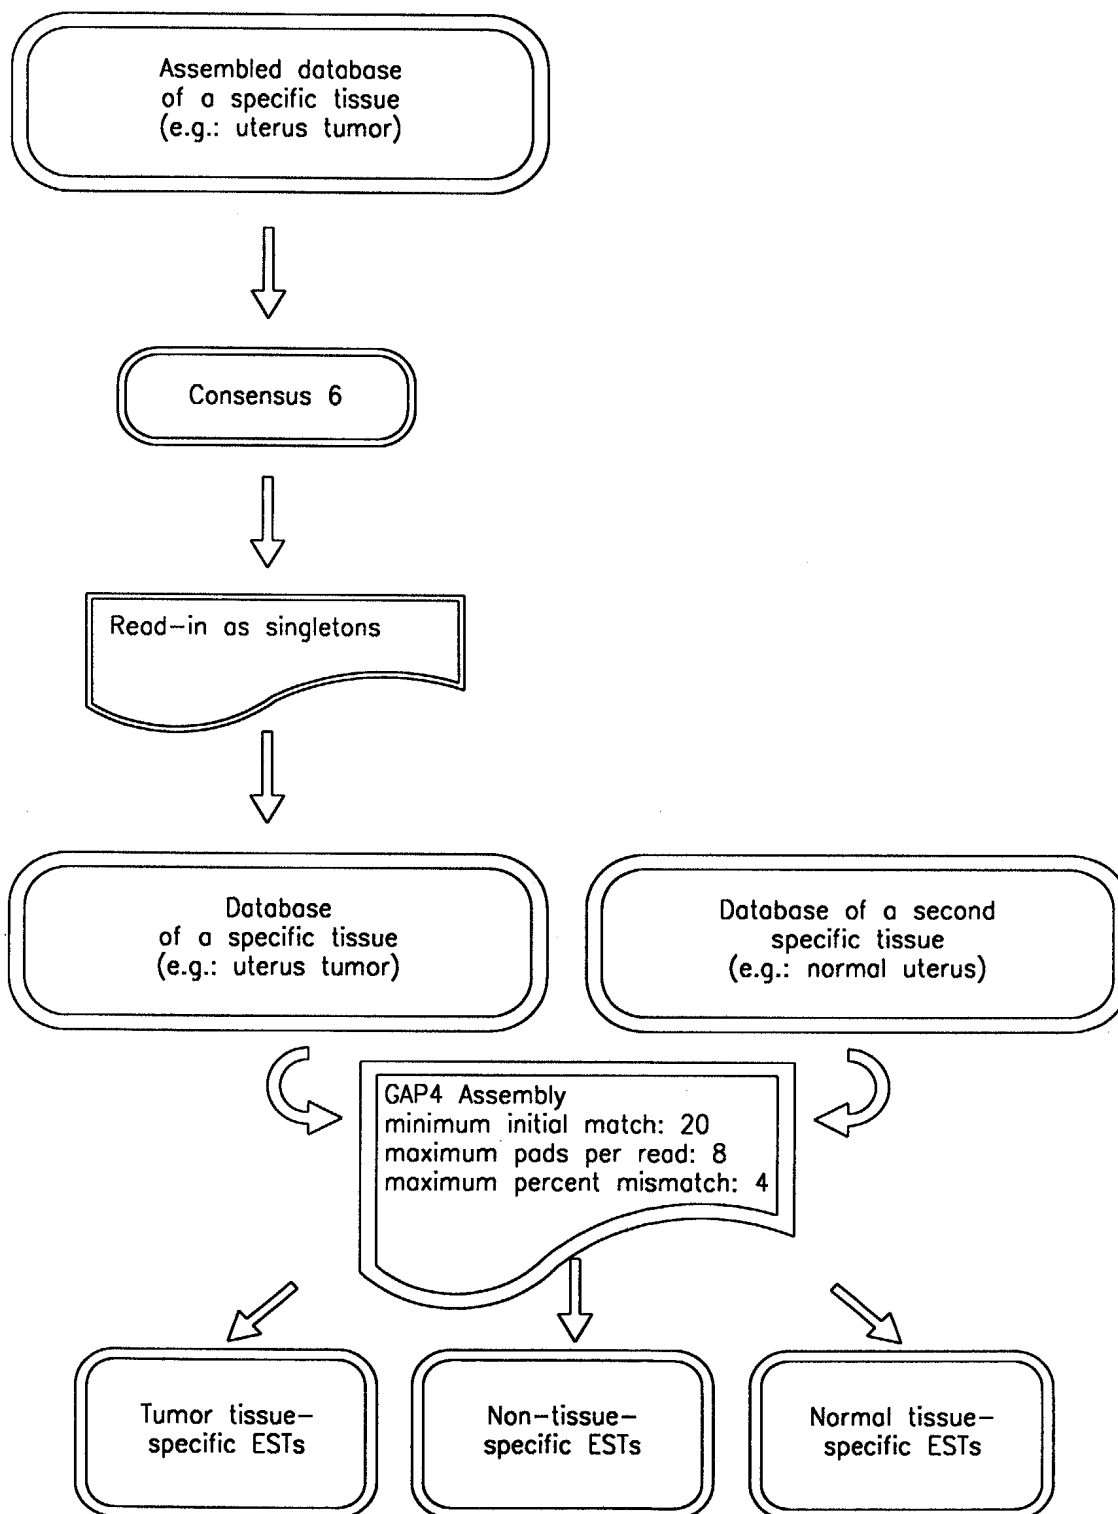 Assembled database
of a specific tissue
(e.g.: uterus tumor)
Consensus 6
Read-in as singletons
Database
of a specific tissue
(e.g.: uterus tumor)
Database of a second
specific tissue
(e.g.: normal uterus)
GAP4 Assembly
minimum initial match: 20
maximum pads per read: 8
maximum percent mismatch: 4
Tumor tissue-
specific ESTs
Non-tissue-
specific ESTs
Normal tissue-
specific ESTs